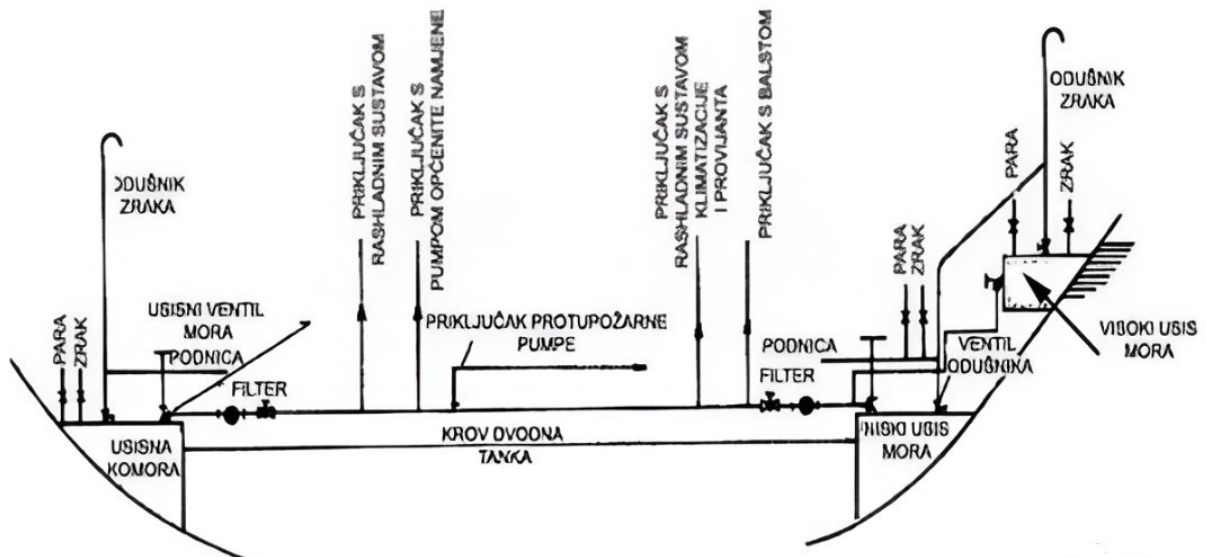 ODUŠNIK
ZRAKA
PARA
ZRAK
USISNI VENTIL
MORA
PODNICA
FILTER
USISNA
KOMORA
PRIKLJUČAK S
RASHLADNIM SUSTAVOM
PRIKLJUČAK S
PUMPOM OPĆENITE NAMJENE
PRIKLJUČAK PROTUPOŽARNE
PUMPE
KROV DVODNA
TANKA
PRIKLJUČAK S
RASHLADNIM SUSTAVOM
KLIMATIZACIJE
I PROVIJANTA
PRIKLJUČAK S BALSTOM
PODNICA
FILTER
PARA
ZRAK
VENTIL
ODUŠNIKA
NISKI USIS
MORA
ODUŠNIK
ZRAKA
PARA
ZRAK
VISOKI USIS
MORA